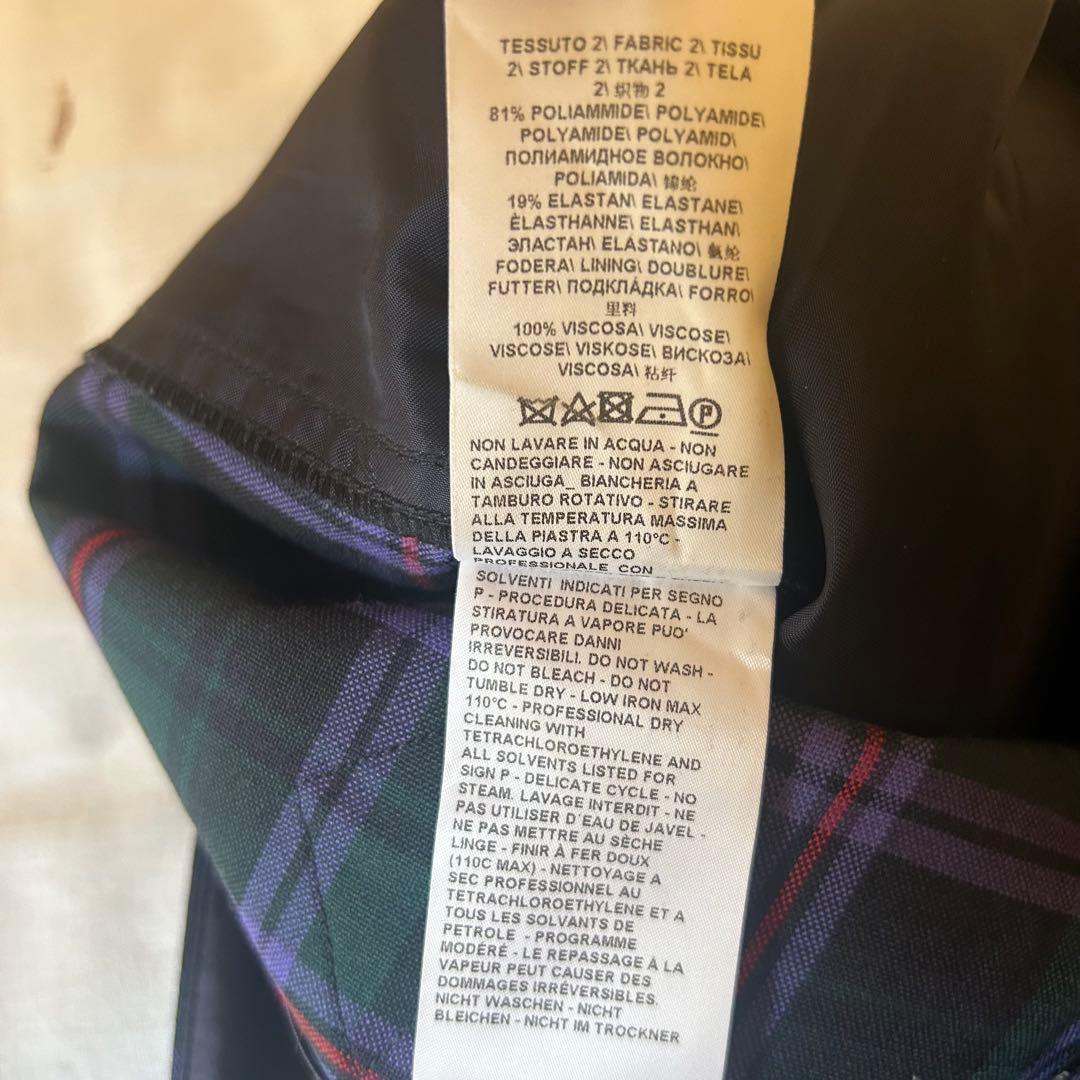 TESSUTO 2\ FABRIC 2\ TISSU
2\ STOFF 2\ ТКАНЬ 2\ TELA
2\ 织物 2
81% POLIAMMIDE\ POLYAMIDE\
POLYAMIDE\ POLYAMID\
ПОЛИАМИДНОЕ ВОЛОКНО\
POLIAMIDA\ 锦纶
19% ELASTAN\ ELASTANE\
ÈLASTHANNE\ ELASTHAN\
ЭЛАСТАН\ ELASTANO\ 氨纶
FODERA\ LINING\ DOUBLURE\
FUTTER\ ПОДКЛÁДКА\ FORRO\
里料
100% VISCOSA\ VISCOSE\
VISCOSE\ VISKOSE\ ВИСКОЗА\
VISCOSA\ 粘纤
P
NON LAVARE IN ACQUA - NON
CANDEGGIARE - NON ASCIUGARE
IN ASCIUGA_ BIANCHERIA A
TAMBURO ROTATIVO - STIRARE
ALLA TEMPERATURA MASSIMA
DELLA PIASTRA A 110°C -
LAVAGGIO A SECCO
PROFESSIONALE CON
SOLVENTI INDICATI PER SEGNO
P - PROCEDURA DELICATA - LA
STIRATURA A VAPORE PUO'
PROVOCARE DANNI
IRREVERSIBILI. DO NOT WASH -
DO NOT BLEACH - DO NOT
TUMBLE DRY - LOW IRON MAX
110°C - PROFESSIONAL DRY
CLEANING WITH
TETRACHLOROETHYLENE AND
ALL SOLVENTS LISTED FOR
SIGN P - DELICATE CYCLE - NO
STEAM. LAVAGE INTERDIT - NE
PAS UTILISER D'EAU DE JAVEL -
NE PAS METTRE AU SÈCHE
LINGE - FINIR À FER DOUX
(110C MAX) - NETTOYAGE A
SEC PROFESSIONNEL AU
TETRACHLOROETHYLENE ET A
TOUS LES SOLVANTS DE
PETROLE - PROGRAMME
MODÉRÉ - LE REPASSAGE À LA
VAPEUR PEUT CAUSER DES
DOMMAGES IRRÉVERSIBLES.
NICHT WASCHEN - NICHT
BLEICHEN - NICHT IM TROCKNER